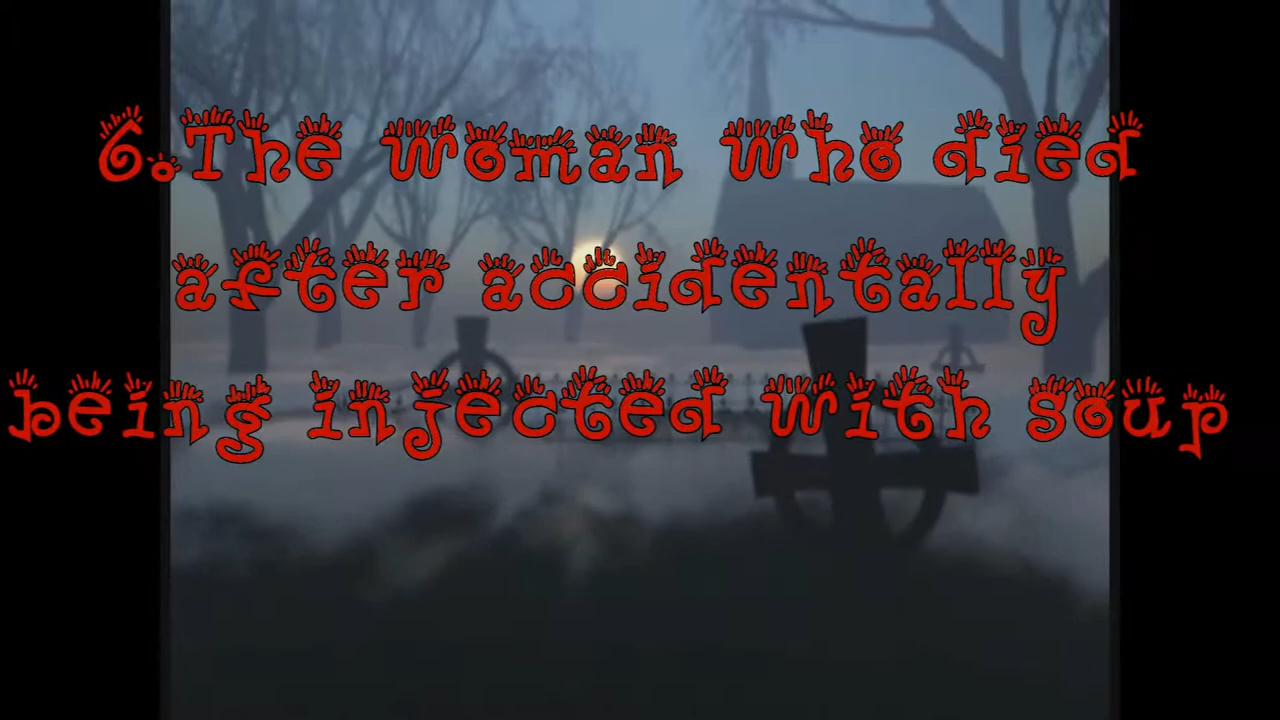 6.The Woman Who died
after accidentally
being injected with soup